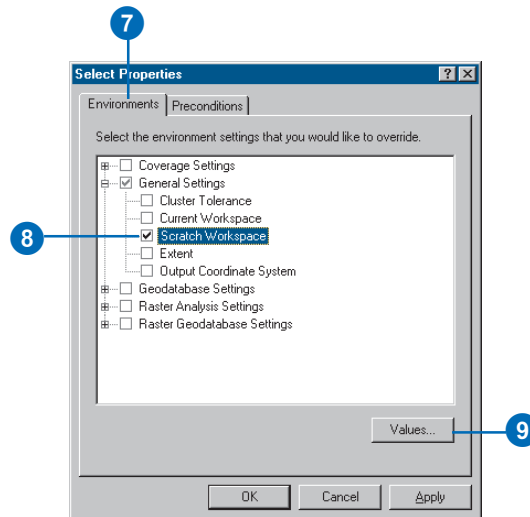 7
Select Properties
Environments Preconditions
Select the environment settings that you would like to override.
Coverage Settings
General Settings
Cluster Tolerance
Current Workspace
8
Scratch Workspace
Extent
Output Coordinate System
Geodatabase Settings
Raster Analysis Settings
Raster Geodatabase Settings
Values...
9
OK Cancel Apply